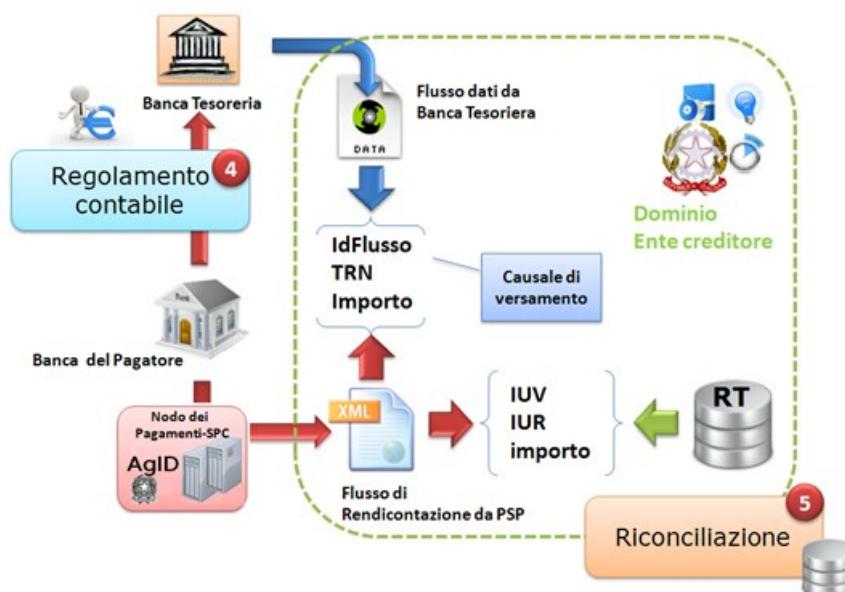 Banca Tesoreria
4
Regolamento
contabile
Flusso dati da
Banca Tesoriera
DATA
Dominio
Ente creditore
IdFlusso
TRN
Importo
Causale di
versamento
Banca del Pagatore
Nodo dei
Pagamenti-SPC
AgID
XML
IUV
IUR
importo
RT
Flusso di
Rendicontazione da PSP
5
Riconciliazione